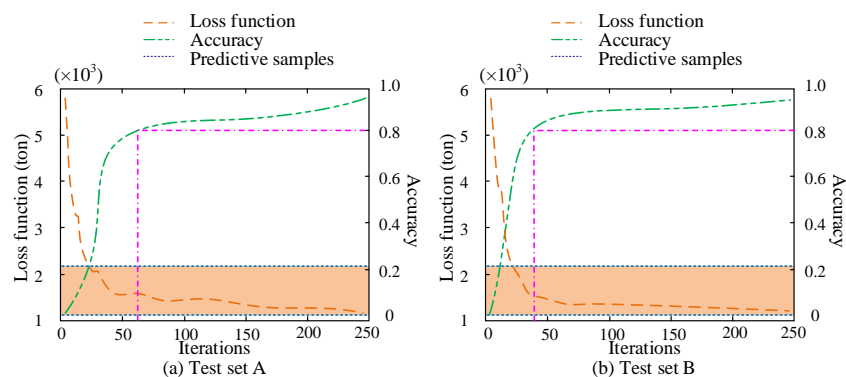 Loss function
Accuracy
Predictive samples
(×10³)
6
5
4
3
2
1
Loss function (ton)
1.0
0.8
0.6
0.4
0.2
0
Accuracy
0
50
100
150
200
250
Iterations
(a) Test set A
Loss function
Accuracy
Predictive samples
(×10³)
6
5
4
3
2
1
Loss function (ton)
1.0
0.8
0.6
0.4
0.2
0
Accuracy
0
50
100
150
200
250
Iterations
(b) Test set B